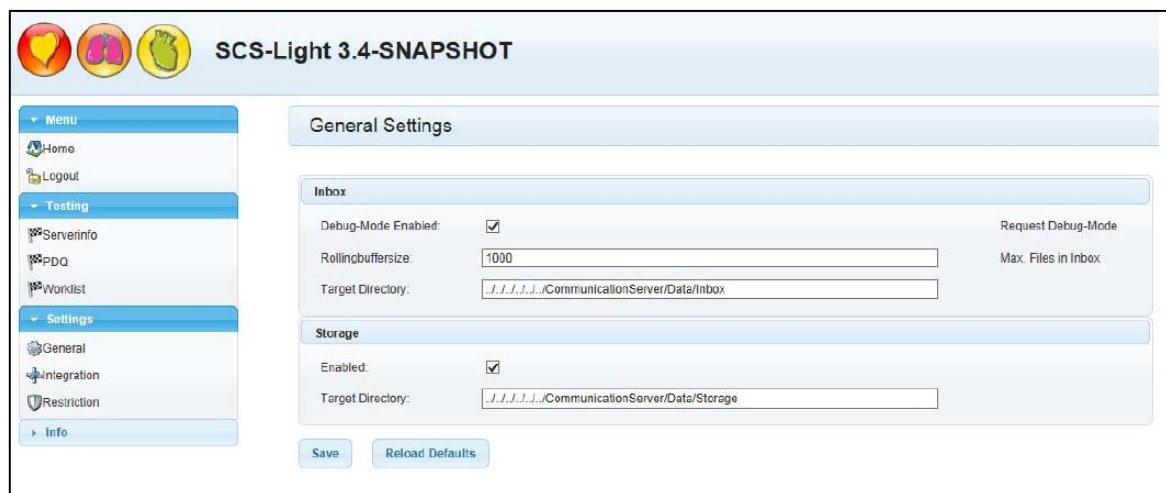 SCS-Light 3.4-SNAPSHOT
Menu
Home
Logout
Testing
Serverinfo
PDQ
Worklist
Settings
General
Integration
Restriction
Info
General Settings
Inbox
Debug-Mode Enabled: Request Debug-Mode
Rollingbuffersize: 1000 Max. Files in Inbox
Target Directory: ../../../../../../CommunicationServer/Data/Inbox
Storage
Enabled:
Target Directory: ../../../../../../CommunicationServer/Data/Storage
Save Reload Defaults